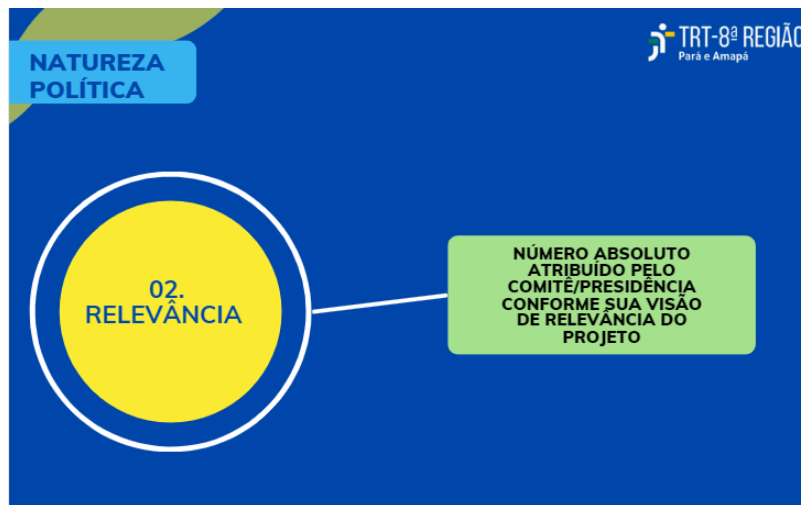 NATUREZA
POLÍTICA
TRT-8ª REGIÃO
Pará e Amapá
02.
RELEVÂNCIA
NÚMERO ABSOLUTO
ATRIBUÍDO PELO
COMITÊ/PRESIDÊNCIA
CONFORME SUA VISÃO
DE RELEVÂNCIA DO
PROJETO